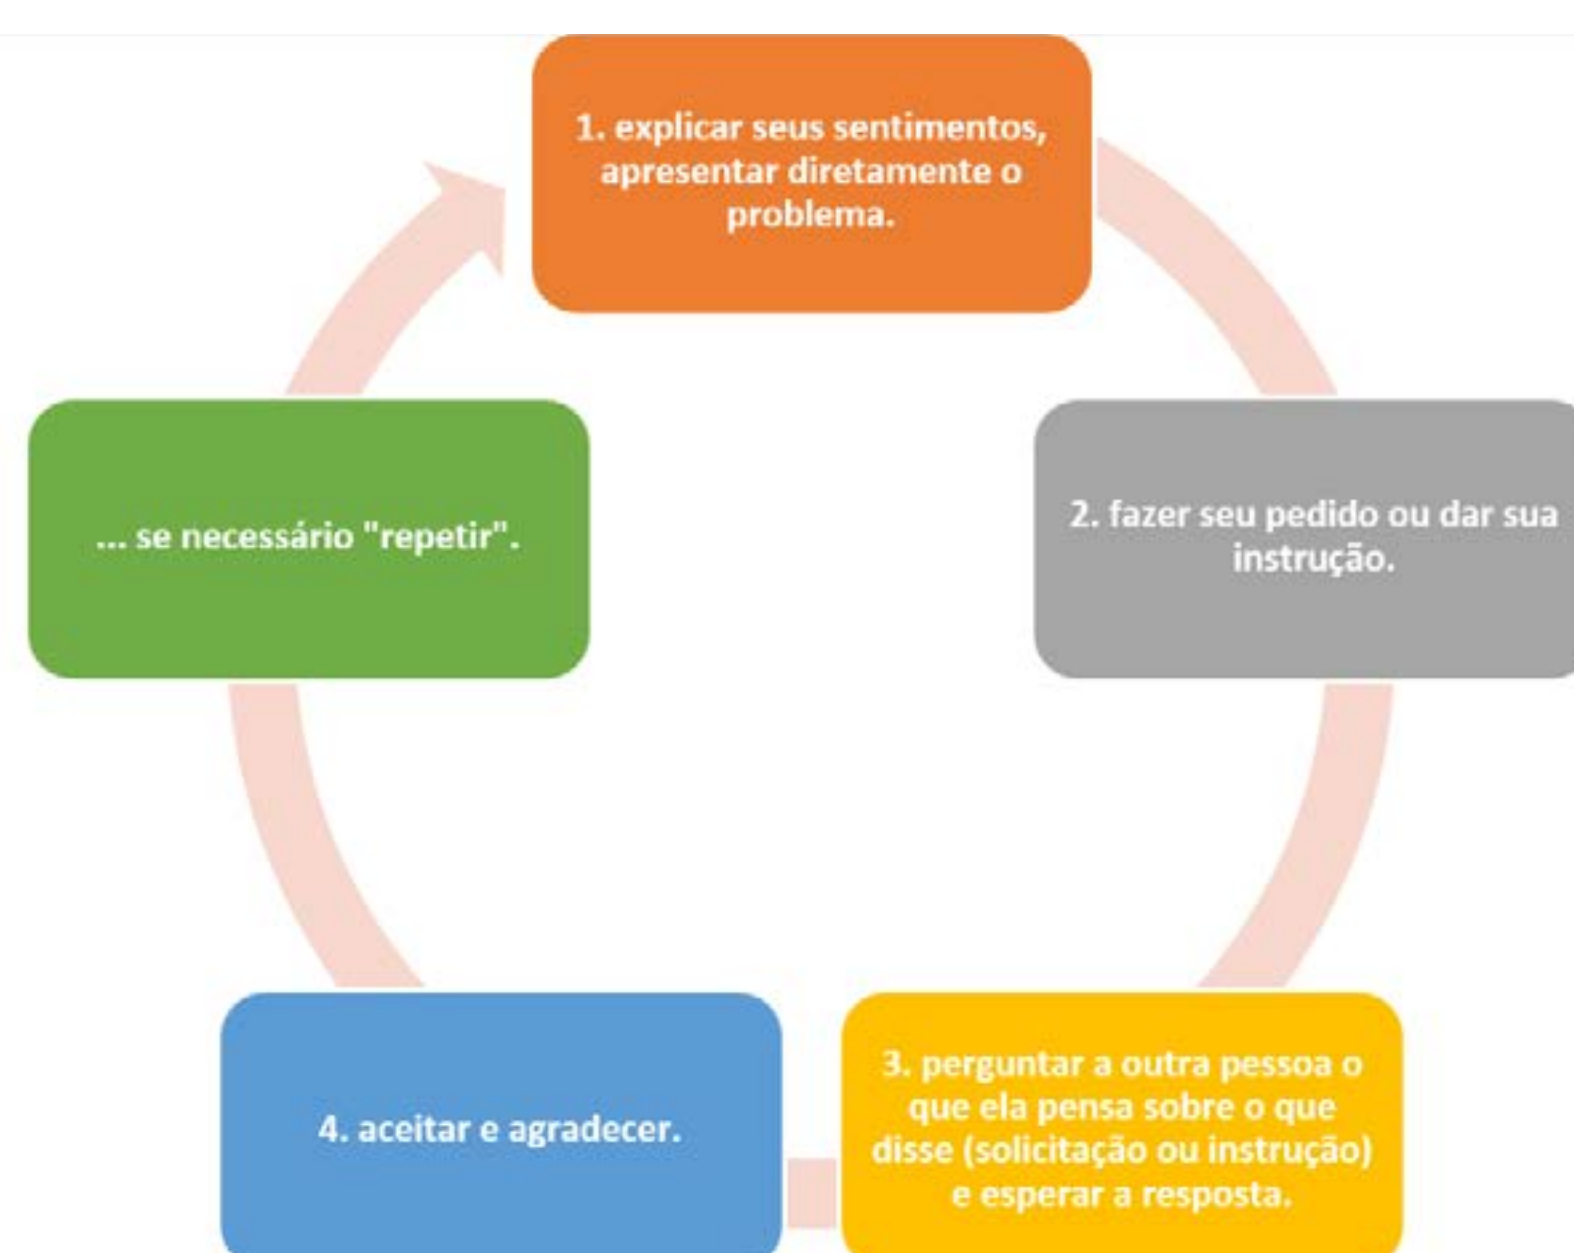 1. explicar seus sentimentos,
apresentar diretamente o
problema.
2. fazer seu pedido ou dar sua
instrução.
3. perguntar a outra pessoa o
que ela pensa sobre o que
disse (solicitação ou instrução)
e esperar a resposta.
4. aceitar e agradecer.
... se necessário "repetir".